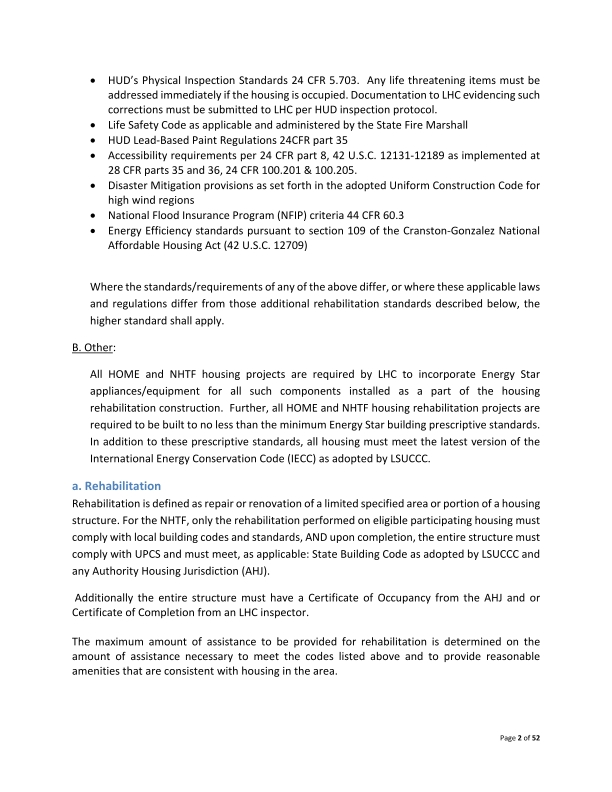 • HUD's Physical Inspection Standards 24 CFR 5.703.  Any life threatening items must be
addressed immediately if the housing is occupied. Documentation to LHC evidencing such
corrections must be submitted to LHC per HUD inspection protocol.
• Life Safety Code as applicable and administered by the State Fire Marshall
• HUD Lead-Based Paint Regulations 24CFR part 35
• Accessibility requirements per 24 CFR part 8, 42 U.S.C. 12131-12189 as implemented at
28 CFR parts 35 and 36, 24 CFR 100.201 & 100.205.
• Disaster Mitigation provisions as set forth in the adopted Uniform Construction Code for
high wind regions
• National Flood Insurance Program (NFIP) criteria 44 CFR 60.3
• Energy Efficiency standards pursuant to section 109 of the Cranston-Gonzalez National
Affordable Housing Act (42 U.S.C. 12709)
Where the standards/requirements of any of the above differ, or where these applicable laws
and regulations differ from those additional rehabilitation standards described below, the
higher standard shall apply.
B. Other:
All HOME and NHTF housing projects are required by LHC to incorporate Energy Star
appliances/equipment for all such components installed as a part of the housing
rehabilitation construction.  Further, all HOME and NHTF housing rehabilitation projects are
required to be built to no less than the minimum Energy Star building prescriptive standards.
In addition to these prescriptive standards, all housing must meet the latest version of the
International Energy Conservation Code (IECC) as adopted by LSUCCC.
a. Rehabilitation
Rehabilitation is defined as repair or renovation of a limited specified area or portion of a housing
structure. For the NHTF, only the rehabilitation performed on eligible participating housing must
comply with local building codes and standards, AND upon completion, the entire structure must
comply with UPCS and must meet, as applicable: State Building Code as adopted by LSUCCC and
any Authority Housing Jurisdiction (AHJ).
Additionally the entire structure must have a Certificate of Occupancy from the AHJ and or
Certificate of Completion from an LHC inspector.
The maximum amount of assistance to be provided for rehabilitation is determined on the
amount of assistance necessary to meet the codes listed above and to provide reasonable
amenities that are consistent with housing in the area.
Page 2 of 52